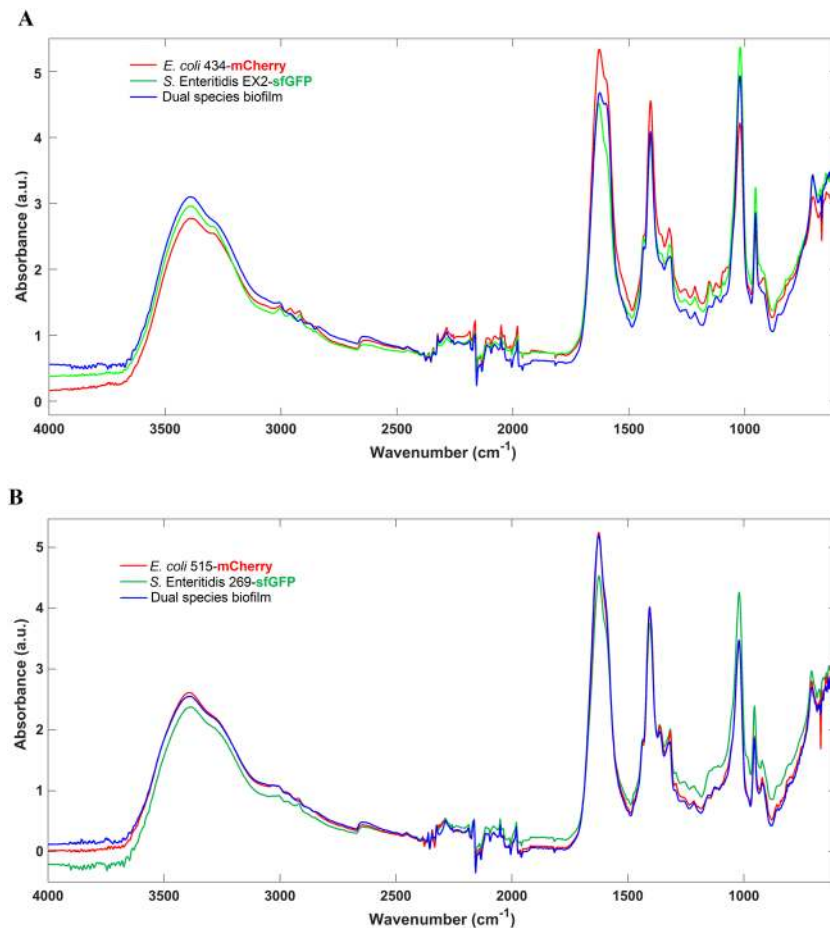 A
5
4
3
2
1
0
Absorbance (a.u.)
E. coli 434-mCherry
S. Enteritidis EX2-sfGFP
Dual species biofilm
4000 3500 3000 2500 2000 1500 1000
Wavenumber (cm-1)
B
5
4
3
2
1
0
Absorbance (a.u.)
E. coli 515-mCherry
S. Enteritidis 269-sfGFP
Dual species biofilm
4000 3500 3000 2500 2000 1500 1000
Wavenumber (cm-1)